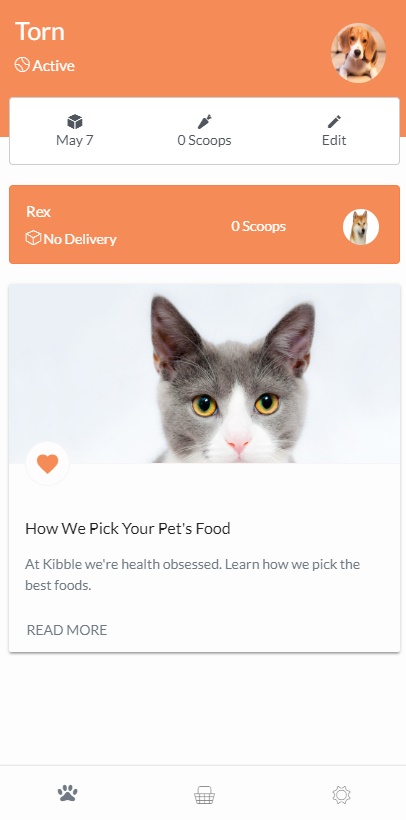 Torn
Active
May 7
0 Scoops
Edit
Rex
No Delivery
0 Scoops
How We Pick Your Pet's Food
At Kibble we're health obsessed. Learn how we pick the
best foods.
READ MORE